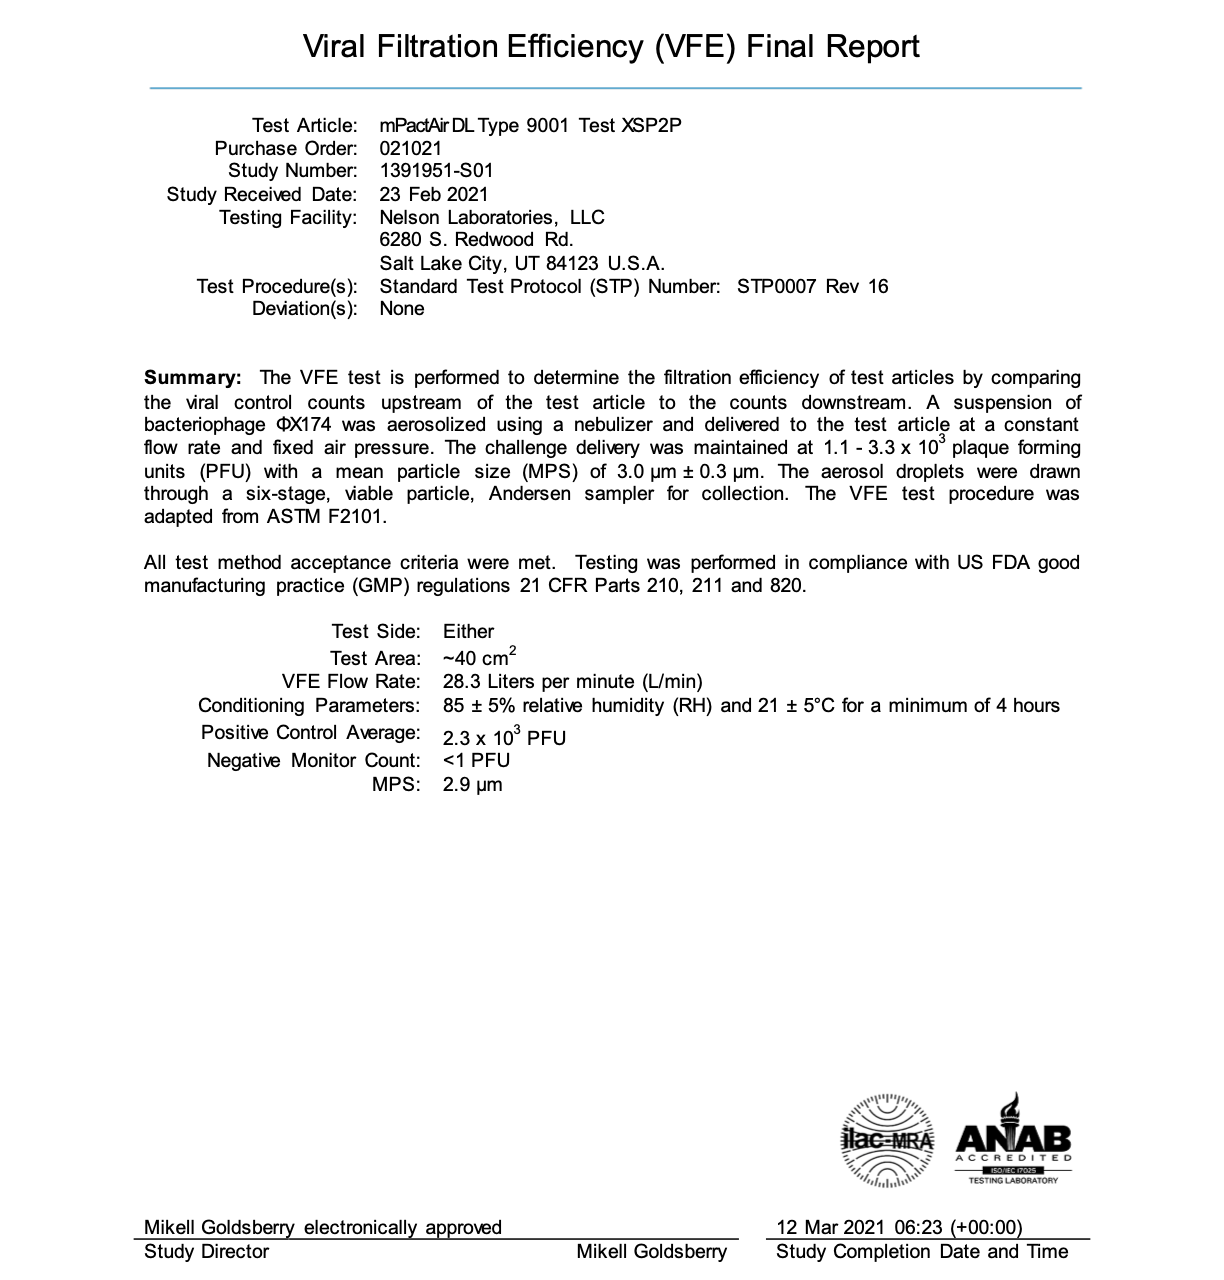 Viral Filtration Efficiency (VFE) Final Report
Test Article: mPactAir DL Type 9001 Test XSP2P
Purchase Order: 021021
Study Number: 1391951-S01
Study Received Date: 23 Feb 2021
Testing Facility: Nelson Laboratories, LLC
6280 S. Redwood Rd.
Salt Lake City, UT 84123 U.S.A.
Test Procedure(s): Standard Test Protocol (STP) Number: STP0007 Rev 16
Deviation(s): None
Summary: The VFE test is performed to determine the filtration efficiency of test articles by comparing
the viral control counts upstream of the test article to the counts downstream. A suspension of
bacteriophage ΦX174 was aerosolized using a nebulizer and delivered to the test article at a constant
flow rate and fixed air pressure. The challenge delivery was maintained at 1.1 - 3.3 x 10³ plaque forming
units (PFU) with a mean particle size (MPS) of 3.0 µm ± 0.3 µm. The aerosol droplets were drawn
through a six-stage, viable particle, Andersen sampler for collection. The VFE test procedure was
adapted from ASTM F2101.
All test method acceptance criteria were met. Testing was performed in compliance with US FDA good
manufacturing practice (GMP) regulations 21 CFR Parts 210, 211 and 820.
Test Side: Either
Test Area: ~40 cm²
VFE Flow Rate: 28.3 Liters per minute (L/min)
Conditioning Parameters: 85 ± 5% relative humidity (RH) and 21 ± 5°C for a minimum of 4 hours
Positive Control Average: 2.3 x 10³ PFU
Negative Monitor Count: <1 PFU
MPS: 2.9 µm
ilac-MRA
ANAB
ACCREDITED
ISO/IEC 17025
TESTING LABORATORY
Mikell Goldsberry electronically approved 12 Mar 2021 06:23 (+00:00)
Study Director Mikell Goldsberry Study Completion Date and Time